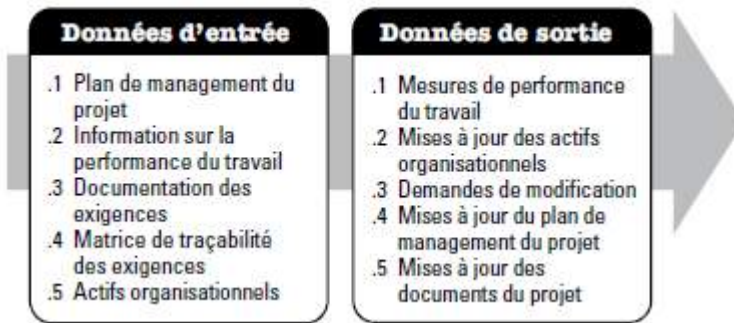 Données d'entrée
.1 Plan de management du
projet
.2 Information sur la
performance du travail
.3 Documentation des
exigences
.4 Matrice de traçabilité
des exigences
.5 Actifs organisationnels
Données de sortie
.1 Mesures de performance
du travail
.2 Mises à jour des actifs
organisationnels
.3 Demandes de modification
.4 Mises à jour du plan de
management du projet
.5 Mises à jour des
documents du projet